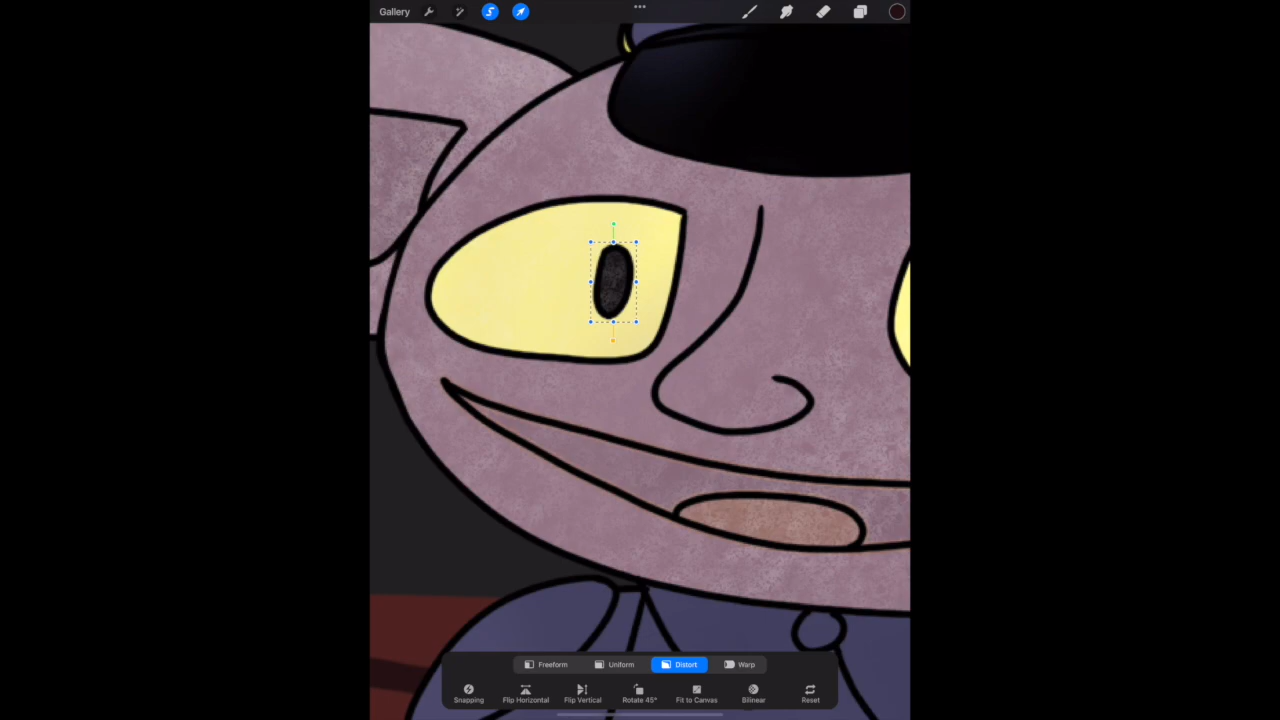 Gallery
Freeform Uniform Distort Warp
Snapping Flip Horizontal Flip Vertical Rotate 45° Fit to Canvas Bilinear Reset